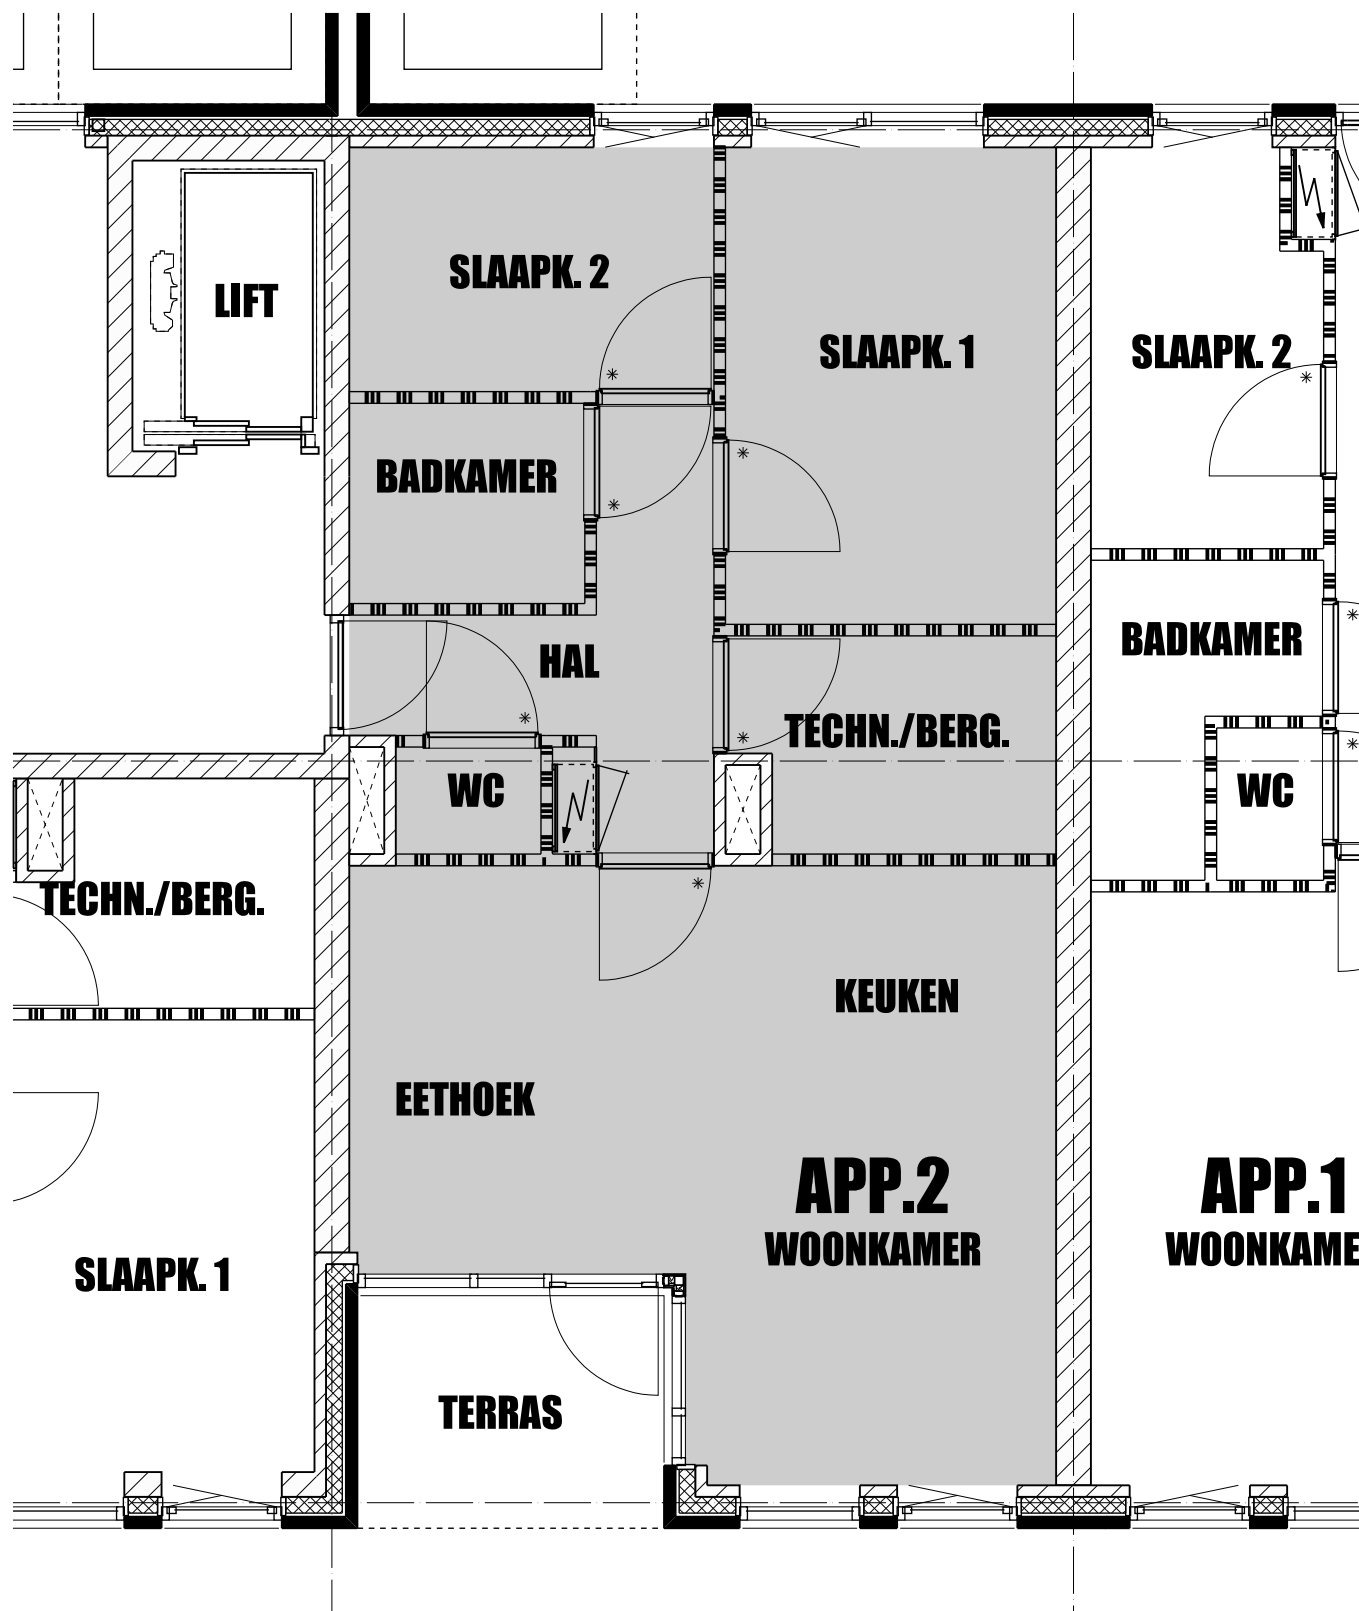 SLAAPK. 2
LIFT
SLAAPK. 1
SLAAPK. 2
BADKAMER
BADKAMER
HAL
TECHN./BERG.
WC
WC
TECHN./BERG.
KEUKEN
EETHOEK
APP.2
WOONKAMER
APP.1
WOONKAME
SLAAPK. 1
TERRAS